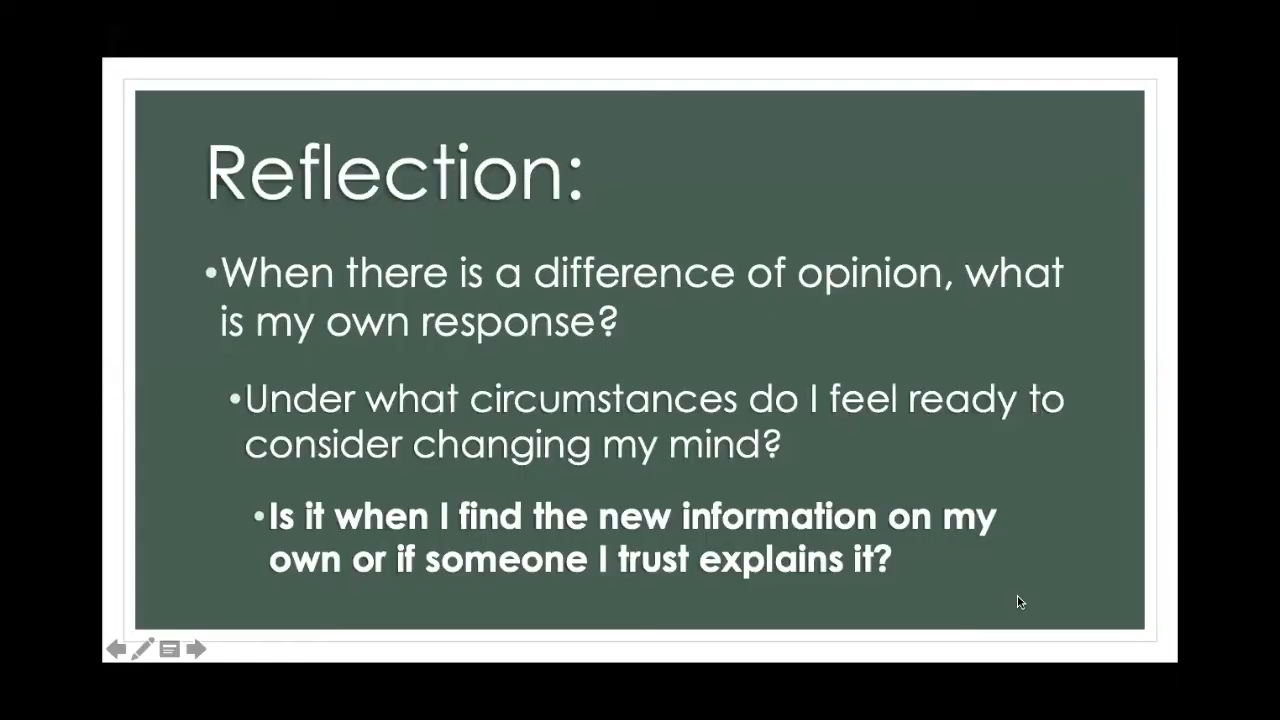 Reflection:
•When there is a difference of opinion, what
is my own response?
•Under what circumstances do I feel ready to
consider changing my mind?
•Is it when I find the new information on my
own or if someone I trust explains it?